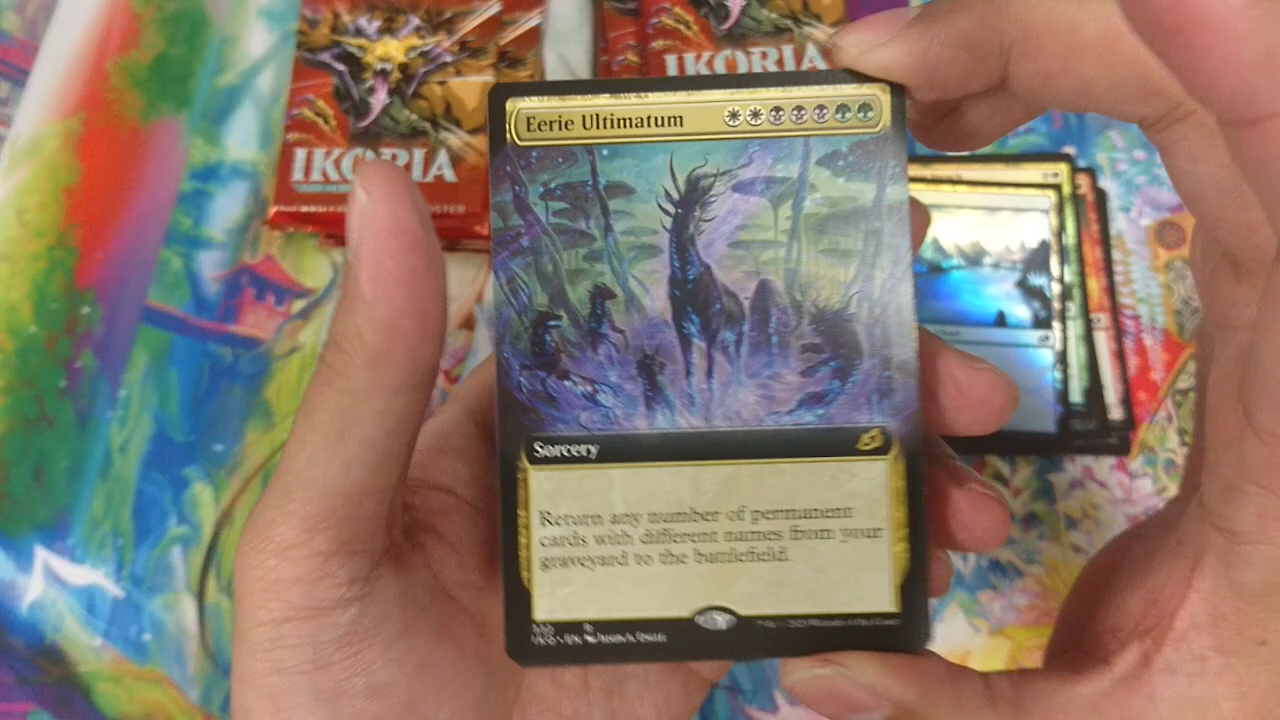 IKORIA
IKORIA
Eerie Ultimatum
Sorcery
Return any number of permanent
cards with different names from your
graveyard to the battlefield.